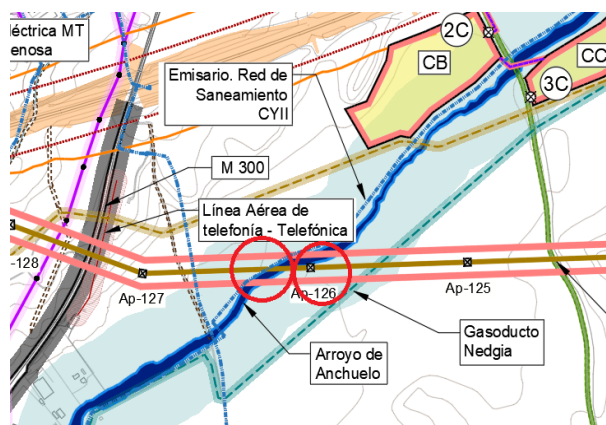 léctrica MT
enosa
Emisario. Red de
Saneamiento
CYII
2C
CB
CC
3C
M 300
Línea Aérea de
telefonía - Telefónica
-128
Ap-127
Ap-126
Ap-125
Gasoducto
Nedgia
Arroyo de
Anchuelo